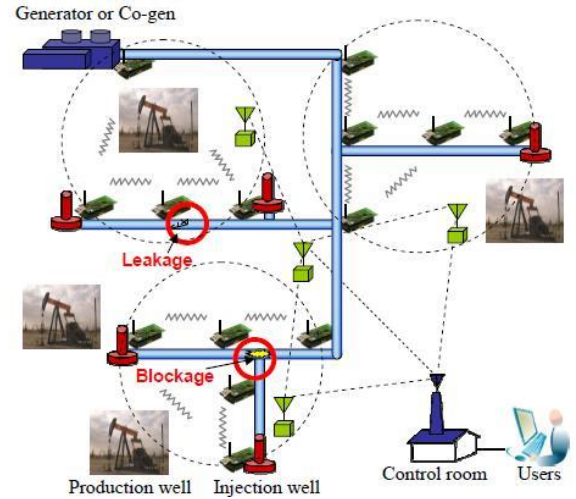 Generator or Co-gen
Leakage
Blockage
Production well
Injection well
Control room
Users